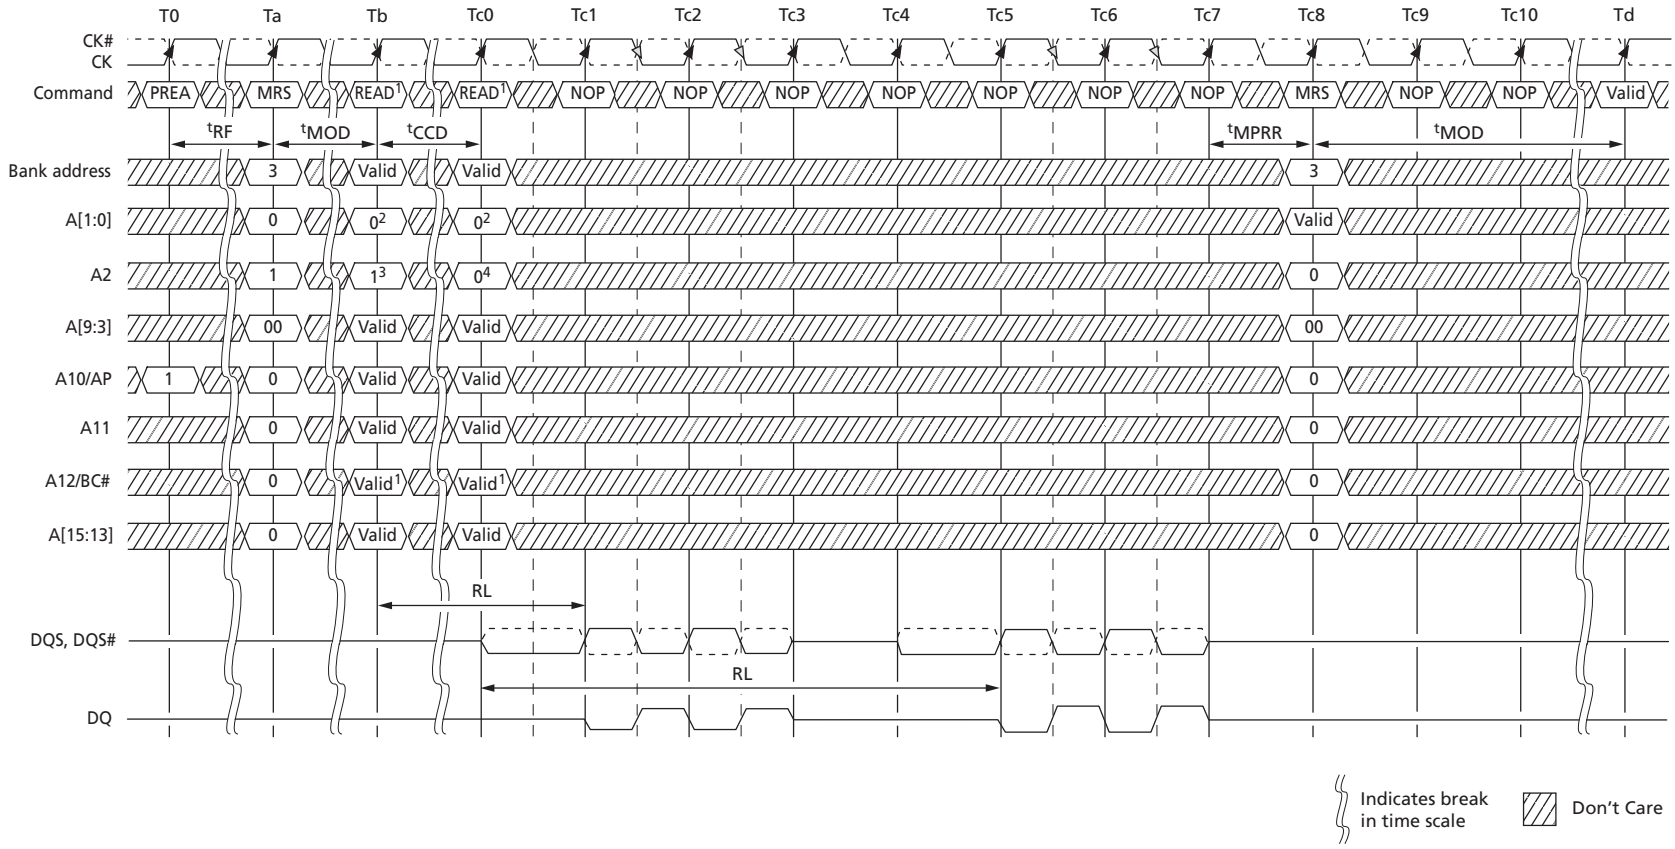 T0 Ta Tb Tc0 Tc1 Tc2 Tc3 Tc4 Tc5 Tc6 Tc7 Tc8 Tc9 Tc10 Td
CK#
CK
Command PREA MRS READ¹ READ¹ NOP NOP NOP NOP NOP NOP NOP MRS NOP NOP Valid
ᵗRF ᵗMOD ᵗCCD ᵗMPRR ᵗMOD
Bank address 3 Valid Valid 3
A[1:0] 0 0² 0² Valid
A2 1 1³ 0⁴ 0
A[9:3] 00 Valid Valid 00
A10/AP 1 0 Valid Valid 0
A11 0 Valid Valid 0
A12/BC# 0 Valid¹ Valid¹ 0
A[15:13] 0 Valid Valid 0
RL
DQS, DQS#
RL
DQ
Indicates break
in time scale
Don't Care